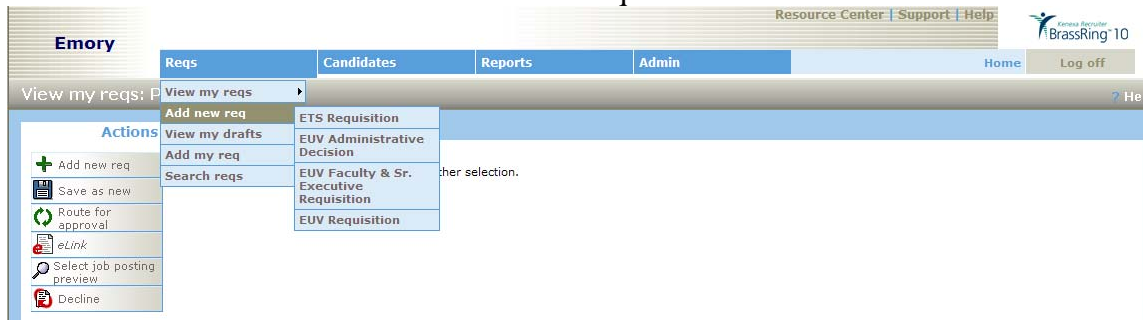 Resource Center | Support | Help
Emory
Kenexa Recruiter
BrassRing 10
Reqs Candidates Reports Admin Home Log off
View my reqs: P
? He
View my reqs
Add new req
View my drafts
Add my req
Search reqs
ETS Requisition
EUV Administrative
Decision
EUV Faculty & Sr.
Executive
Requisition
EUV Requisition
ther selection.
Actions
Add new req
Save as new
Route for
approval
eLink
Select job posting
preview
Decline